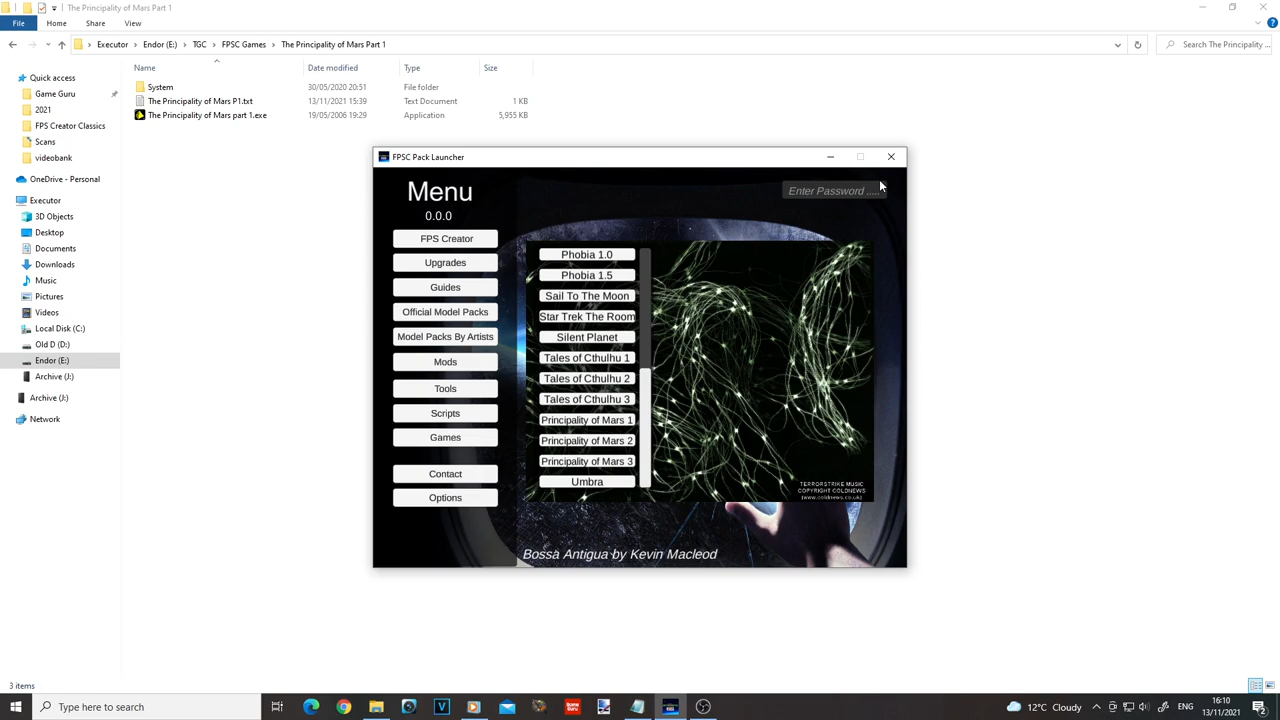 The Principality of Mars Part 1
File Home Share View
Executor Endor (E:) TGC FPSC Games The Principality of Mars Part 1
Search The Principality ...
Name Date modified Type Size
System 30/05/2020 20:51 File folder
The Principality of Mars P1.txt 13/11/2021 15:39 Text Document 1 KB
The Principality of Mars part 1.exe 19/05/2006 19:29 Application 5,955 KB
Quick access
Game Guru
2021
FPS Creator Classics
Scans
videobank
OneDrive - Personal
Executor
3D Objects
Desktop
Documents
Downloads
Music
Pictures
Videos
Local Disk (C:)
Old D (D:)
Endor (E:)
Archive (J:)
Archive (J:)
Network
FPSC Pack Launcher
Menu
0.0.0
Enter Password .....
FPS Creator
Upgrades
Guides
Official Model Packs
Model Packs By Artists
Mods
Tools
Scripts
Games
Contact
Options
Phobia 1.0
Phobia 1.5
Sail To The Moon
Star Trek The Room
Silent Planet
Tales of Cthulhu 1
Tales of Cthulhu 2
Tales of Cthulhu 3
Principality of Mars 1
Principality of Mars 2
Principality of Mars 3
Umbra
TERRORSTRIKE MUSIC
COPYRIGHT COLDNEWS
(www.coldnews.co.uk)
Bossa Antigua by Kevin Macleod
3 items
Type here to search
12°C Cloudy
ENG
16:10
13/11/2021